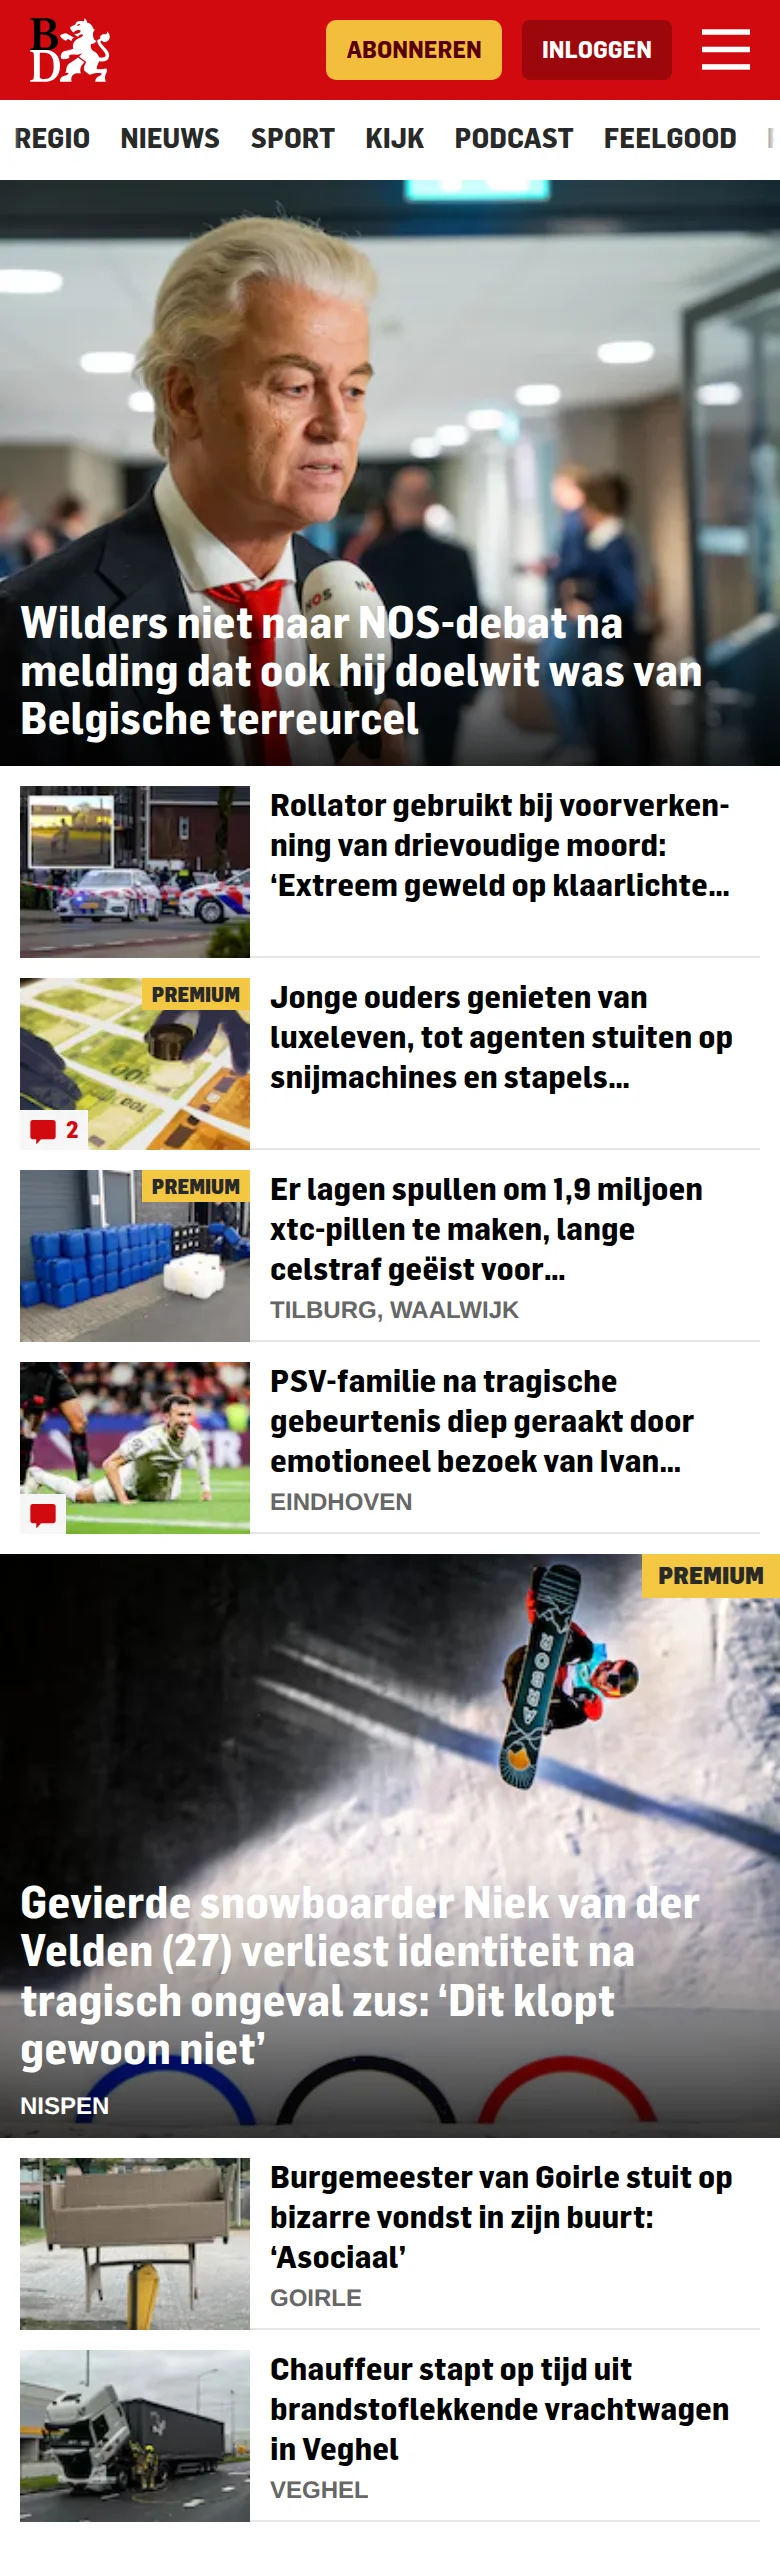 BD
ABONNEREN
INLOGGEN
REGIO NIEUWS SPORT KIJK PODCAST FEELGOOD
NOS
Wilders niet naar NOS-debat na
melding dat ook hij doelwit was van
Belgische terreurcel
Rollator gebruikt bij voorverken-
ning van drievoudige moord:
‘Extreem geweld op klaarlichte...
PREMIUM
2
Jonge ouders genieten van
luxeleven, tot agenten stuiten op
snijmachines en stapels...
PREMIUM
Er lagen spullen om 1,9 miljoen
xtc-pillen te maken, lange
celstraf geëist voor...
TILBURG, WAALWIJK
PSV-familie na tragische
gebeurtenis diep geraakt door
emotioneel bezoek van Ivan...
EINDHOVEN
PREMIUM
Gevierde snowboarder Niek van der
Velden (27) verliest identiteit na
tragisch ongeval zus: ‘Dit klopt
gewoon niet’
NISPEN
Burgemeester van Goirle stuit op
bizarre vondst in zijn buurt:
‘Asociaal’
GOIRLE
Chauffeur stapt op tijd uit
brandstoflekkende vrachtwagen
in Veghel
VEGHEL